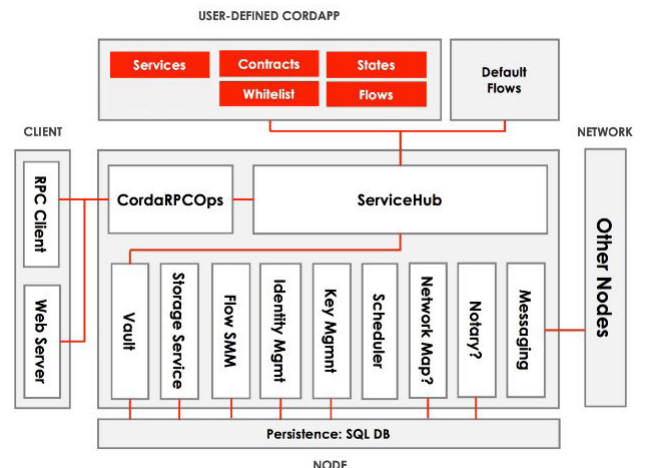 USER-DEFINED CORDAPP
Services
Contracts
States
Whitelist
Flows
Default
Flows
CLIENT
NETWORK
RPC Client
Web Server
CordaRPCOps
ServiceHub
Vault
Storage Service
Flow SMM
Identity Mgmt
Key Mgmnt
Scheduler
Network Map?
Notary?
Messaging
Other Nodes
Persistence: SQL DB
NODE